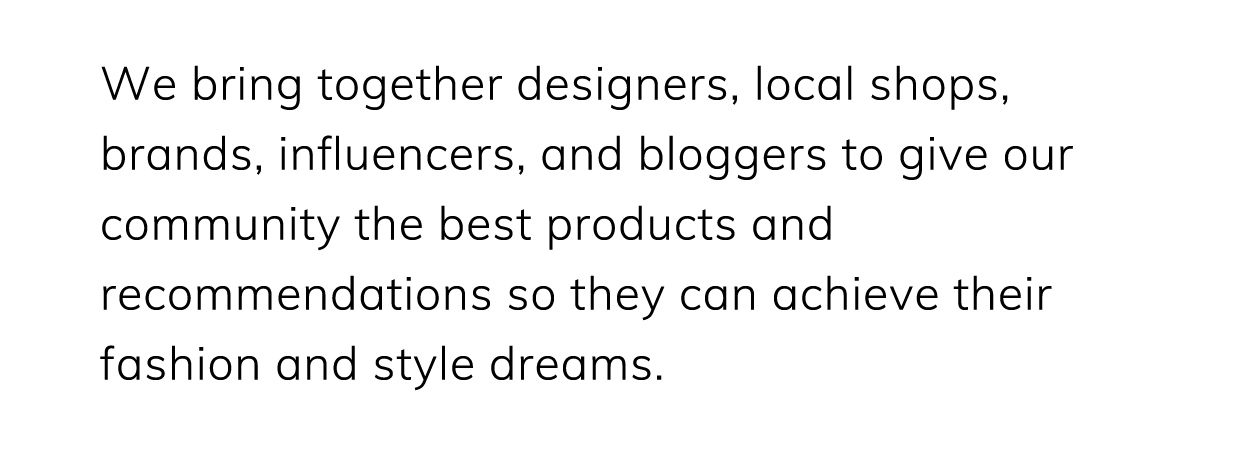 We bring together designers, local shops,
brands, influencers, and bloggers to give our
community the best products and
recommendations so they can achieve their
fashion and style dreams.